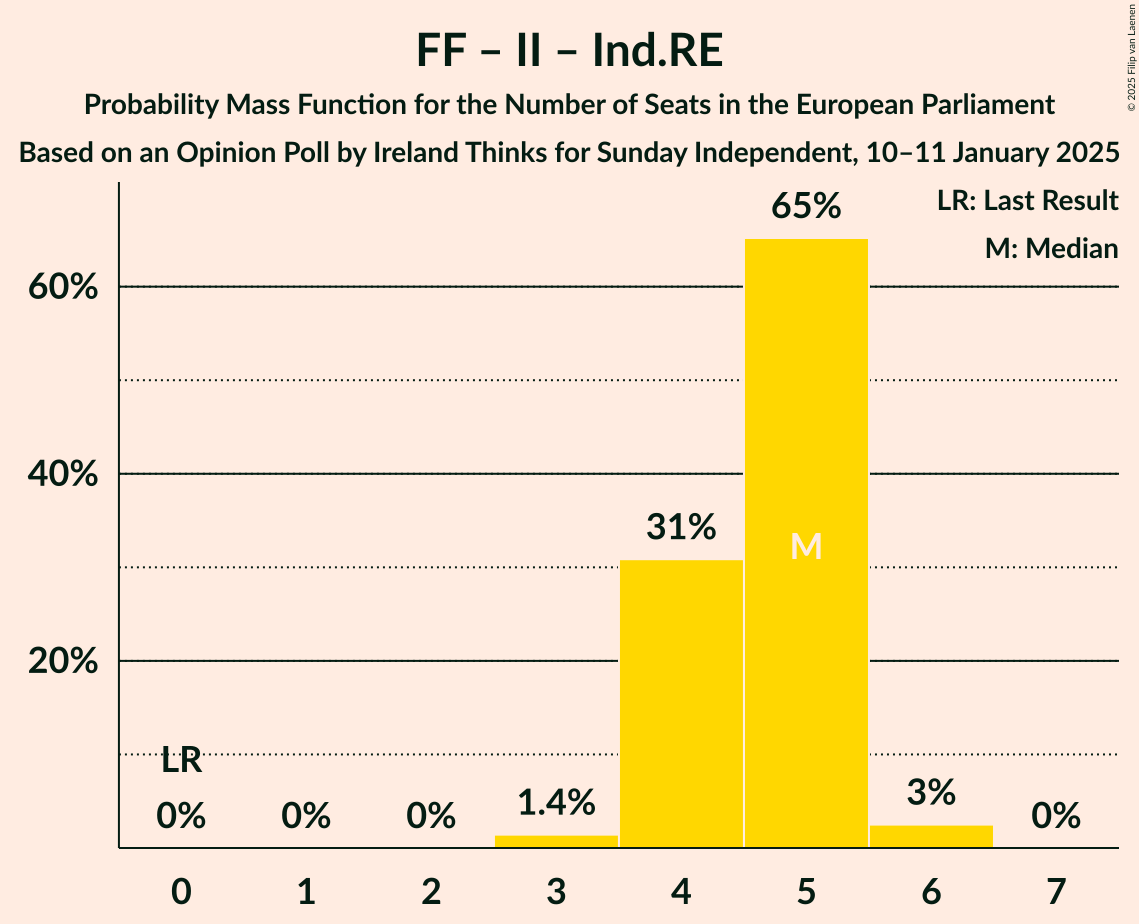 FF – II – Ind.RE
Probability Mass Function for the Number of Seats in the European Parliament
Based on an Opinion Poll by Ireland Thinks for Sunday Independent, 10–11 January 2025
© 2025 Filip van Laenen
LR: Last Result
M: Median
60%
40%
20%
LR
0%
0%
0%
1.4%
31%
65%
M
3%
0%
0
1
2
3
4
5
6
7